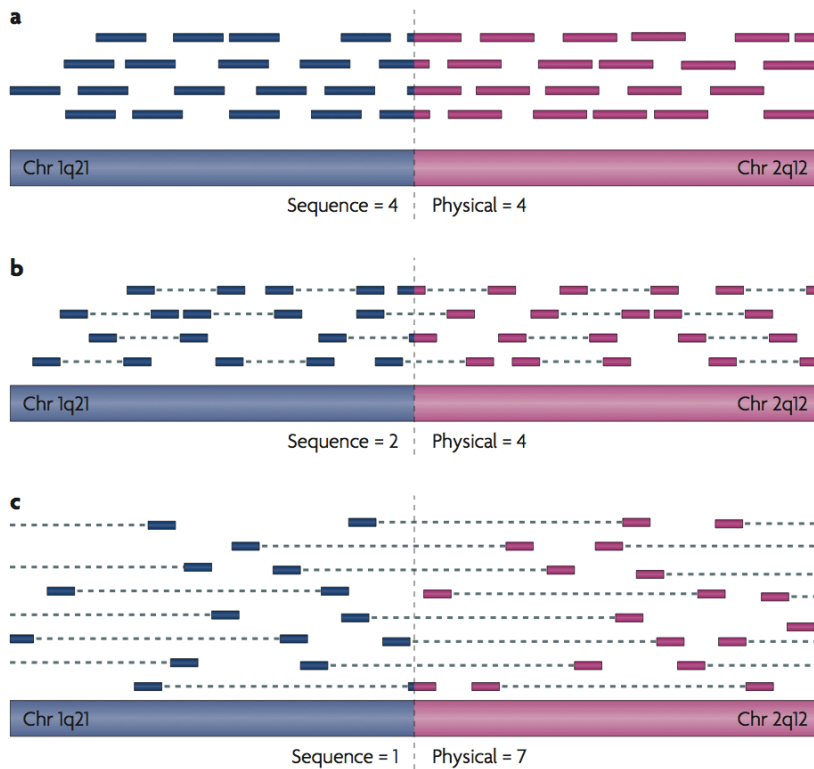 a
Chr 1q21 Chr 2q12
Sequence = 4 Physical = 4
b
Chr 1q21 Chr 2q12
Sequence = 2 Physical = 4
c
Chr 1q21 Chr 2q12
Sequence = 1 Physical = 7